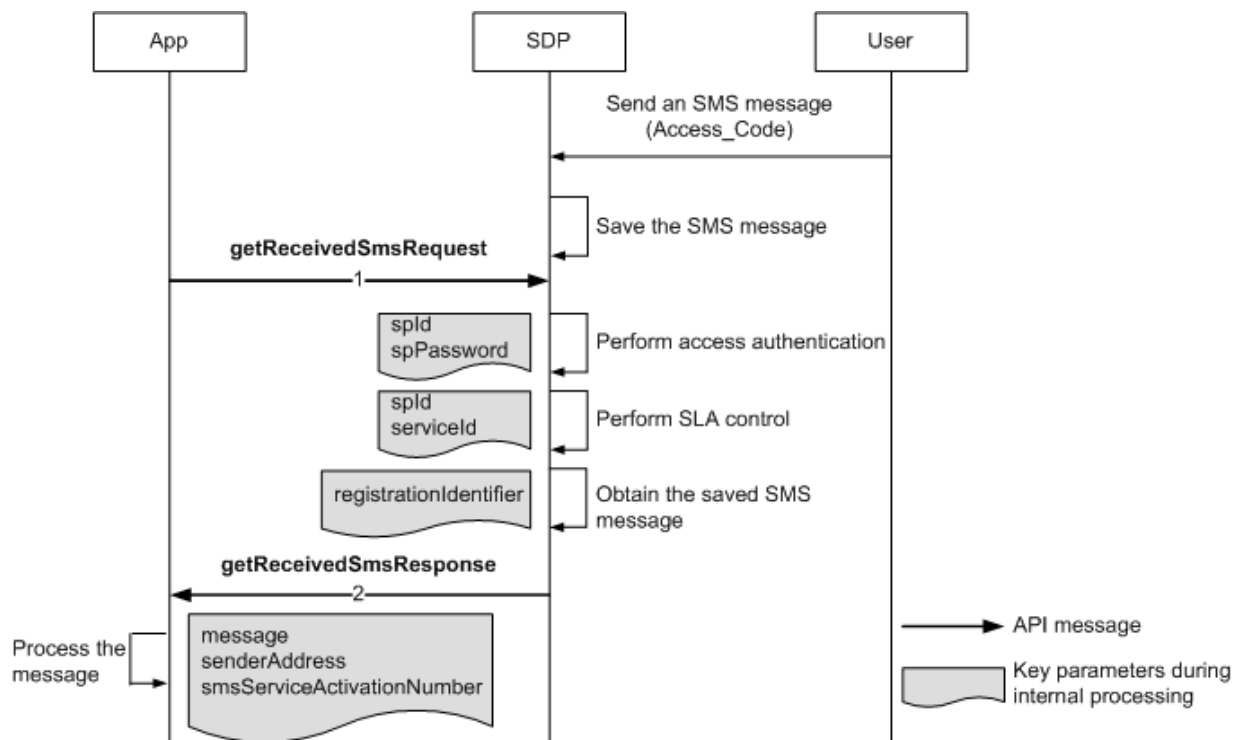 App
SDP
User
Send an SMS message
(Access_Code)
Save the SMS message
getReceivedSmsRequest
1
spId
spPassword
Perform access authentication
spId
serviceId
Perform SLA control
registrationIdentifier
Obtain the saved SMS
message
getReceivedSmsResponse
2
Process the
message
message
senderAddress
smsServiceActivationNumber
API message
Key parameters during
internal processing